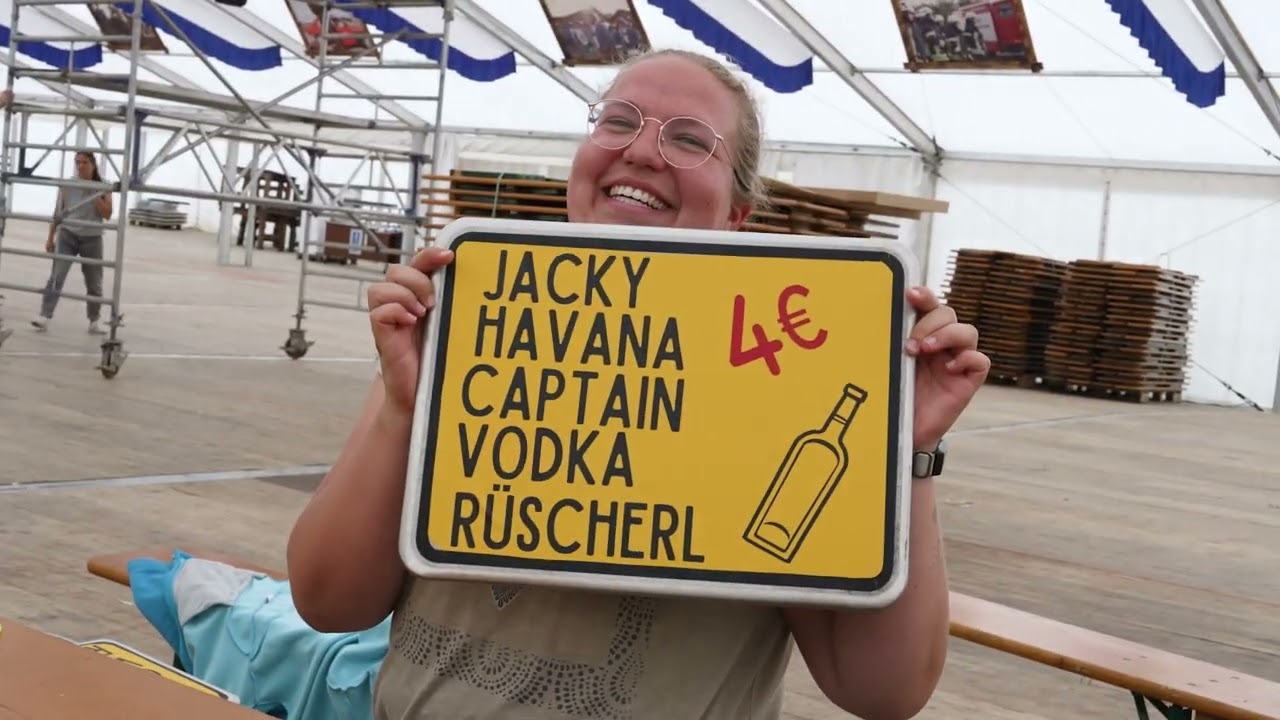 JACKY
HAVANA
CAPTAIN
VODKA
RÜSCHERL
4€